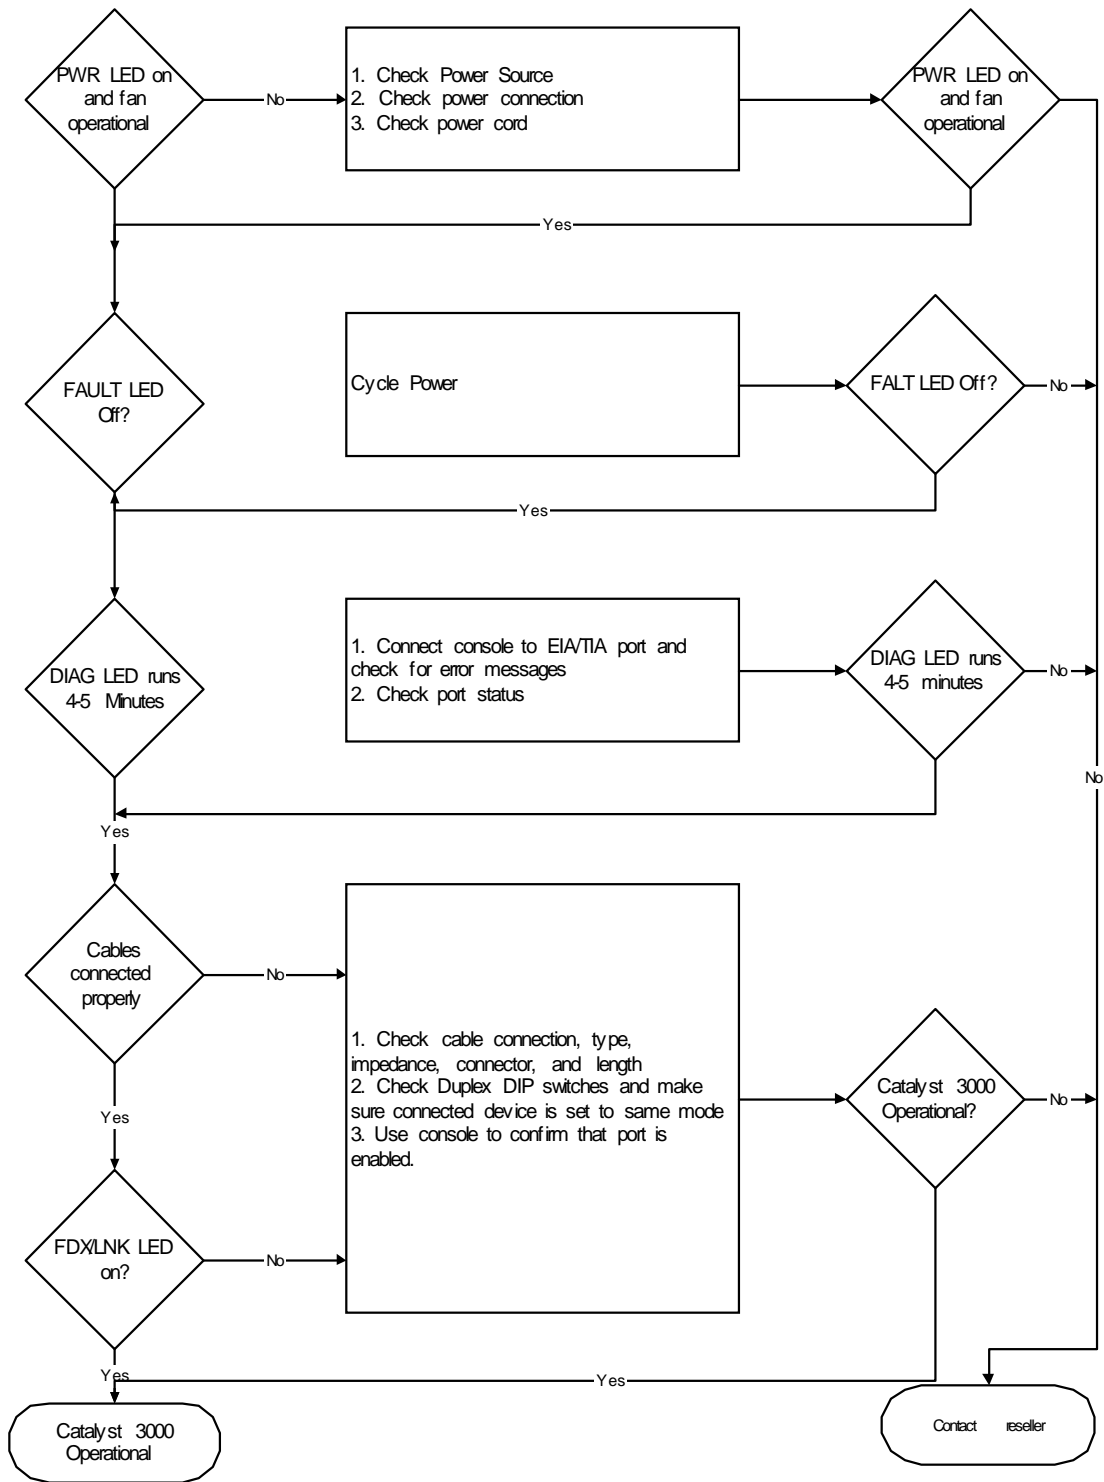 PWR LED on
and fan
operational
No
1. Check Power Source
2. Check power connection
3. Check power cord
PWR LED on
and fan
operational
Yes
FAULT LED
Off?
Cycle Power
FALT LED Off?
No
Yes
DIAG LED runs
4-5 Minutes
1. Connect console to EIA/TIA port and
check for error messages
2. Check port status
DIAG LED runs
4-5 minutes
No
No
Yes
Cables
connected
properly
No
1. Check cable connection, type,
impedance, connector, and length
2. Check Duplex DIP switches and make
sure connected device is set to same mode
3. Use console to confirm that port is
enabled.
Catalyst 3000
Operational?
No
Yes
FDX/LNK LED
on?
No
Yes
Yes
Catalyst 3000
Operational
Contact reseller